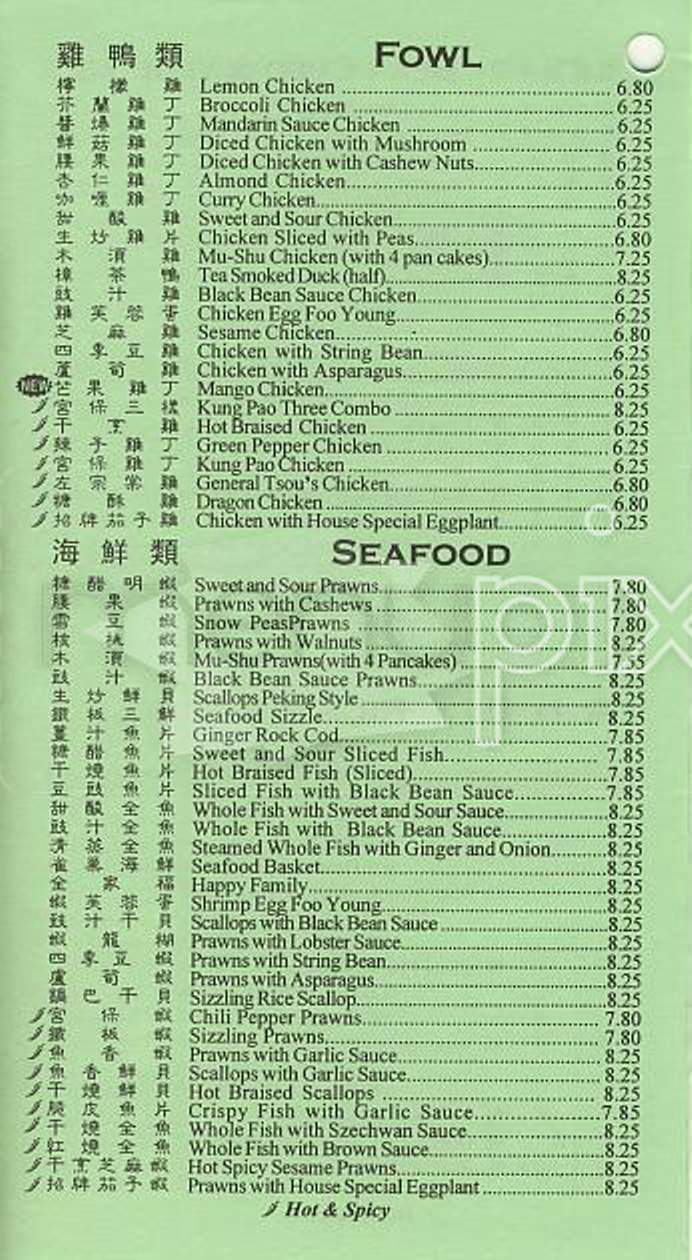 雞鴨類 FOWL
檸檬雞 Lemon Chicken 6.80
芥蘭雞丁 Broccoli Chicken 6.25
醬爆雞丁 Mandarin Sauce Chicken 6.25
鮮菇雞丁 Diced Chicken with Mushroom 6.25
腰果雞丁 Diced Chicken with Cashew Nuts 6.25
杏仁雞丁 Almond Chicken 6.25
咖喱雞丁 Curry Chicken 6.25
甜酸雞 Sweet and Sour Chicken 6.25
生炒雞片 Chicken Sliced with Peas 6.80
木須雞 Mu-Shu Chicken (with 4 pan cakes) 7.25
樟茶鴨 Tea Smoked Duck (half) 8.25
豉汁雞 Black Bean Sauce Chicken 6.25
雞芙蓉蛋 Chicken Egg Foo Young 6.25
芝麻雞 Sesame Chicken 6.80
四季豆雞 Chicken with String Bean 6.25
蘆筍雞 Chicken with Asparagus 6.25
NEW 芒果雞丁 Mango Chicken 6.25
宮保三樣 Kung Pao Three Combo 8.25
干烹雞 Hot Braised Chicken 6.25
辣子雞丁 Green Pepper Chicken 6.25
宮保雞丁 Kung Pao Chicken 6.25
左宗棠雞 General Tsou's Chicken 6.80
糖酥雞 Dragon Chicken 6.80
招牌茄子雞 Chicken with House Special Eggplant 6.25
海鮮類 SEAFOOD
糖醋明蝦 Sweet and Sour Prawns 7.80
腰果蝦 Prawns with Cashews 7.80
雪豆蝦 Snow PeasPrawns 7.80
核桃蝦 Prawns with Walnuts 8.25
木須蝦 Mu-Shu Prawns(with 4 Pancakes) 7.55
豉汁蝦 Black Bean Sauce Prawns 8.25
生炒鮮貝 Scallops Peking Style 8.25
鐵板三鮮 Seafood Sizzle 8.25
薑汁魚片 Ginger Rock Cod 7.85
糖醋魚片 Sweet and Sour Sliced Fish 7.85
干燒魚片 Hot Braised Fish (Sliced) 7.85
豆豉魚片 Sliced Fish with Black Bean Sauce 7.85
甜酸全魚 Whole Fish with Sweet and Sour Sauce 8.25
豉汁全魚 Whole Fish with Black Bean Sauce 8.25
清蒸全魚 Steamed Whole Fish with Ginger and Onion 8.25
雀巢海鮮 Seafood Basket 8.25
全家福 Happy Family 8.25
蝦芙蓉蛋 Shrimp Egg Foo Young 8.25
豉汁干貝 Scallops with Black Bean Sauce 8.25
蝦龍糊 Prawns with Lobster Sauce 8.25
四季豆蝦 Prawns with String Bean 8.25
蘆筍蝦 Prawns with Asparagus 8.25
鍋巴干貝 Sizzling Rice Scallop 8.25
宮保蝦 Chili Pepper Prawns 7.80
鐵板蝦 Sizzling Prawns 7.80
魚香蝦 Prawns with Garlic Sauce 8.25
魚香鮮貝 Scallops with Garlic Sauce 8.25
干燒鮮貝 Hot Braised Scallops 8.25
脆皮魚片 Crispy Fish with Garlic Sauce 7.85
干燒全魚 Whole Fish with Szechwan Sauce 8.25
紅燒全魚 Whole Fish with Brown Sauce 8.25
干烹芝麻蝦 Hot Spicy Sesame Prawns 8.25
招牌茄子蝦 Prawns with House Special Eggplant 8.25
Hot & Spicy